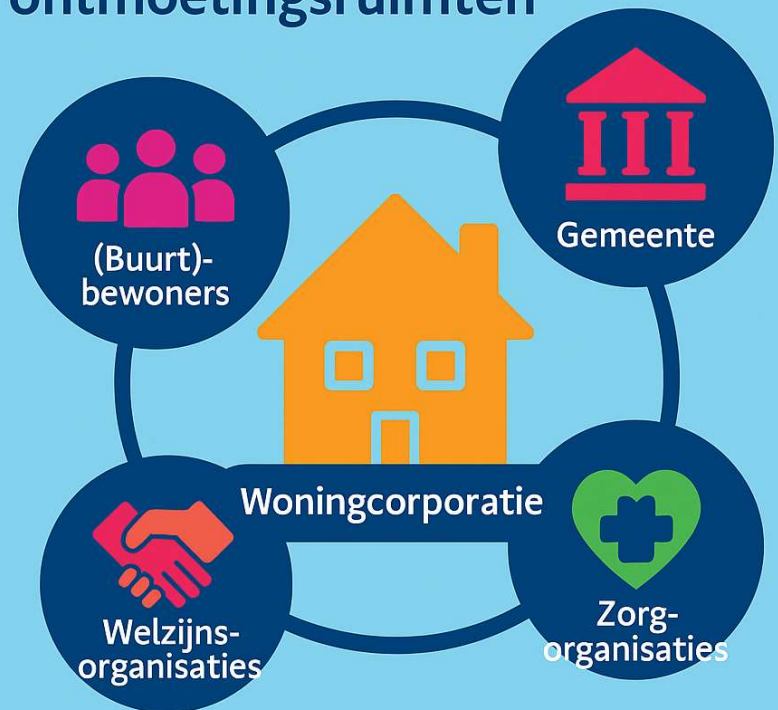 ontmoetingsruimten
(Buurt)-
bewoners
Gemeente
Woningcorporatie
Welzijns-
organisaties
Zorg-
organisaties